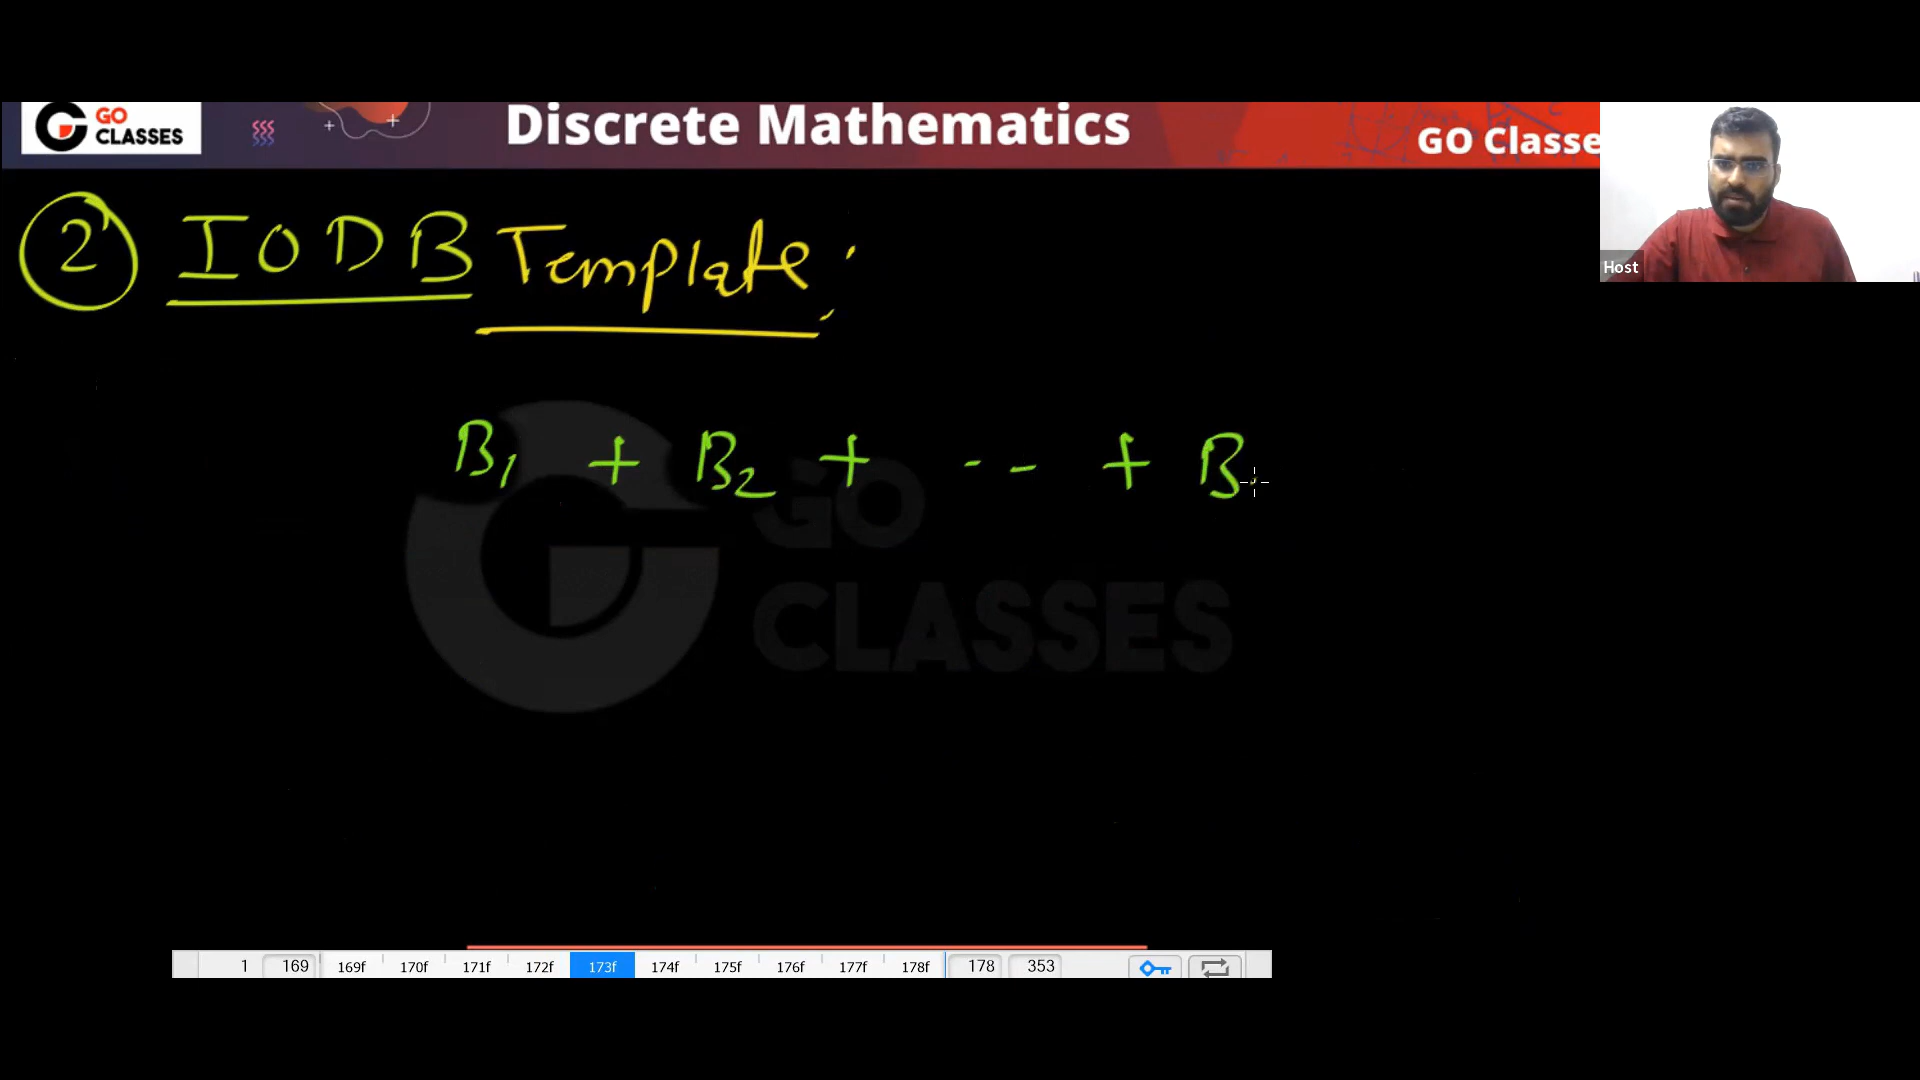 GO
CLASSES
Discrete Mathematics
GO Classe
Host
2 IODB Template:
B1 + B2 + -- + B
GO
CLASSES
1 169 169f 170f 171f 172f 173f 174f 175f 176f 177f 178f 178 353